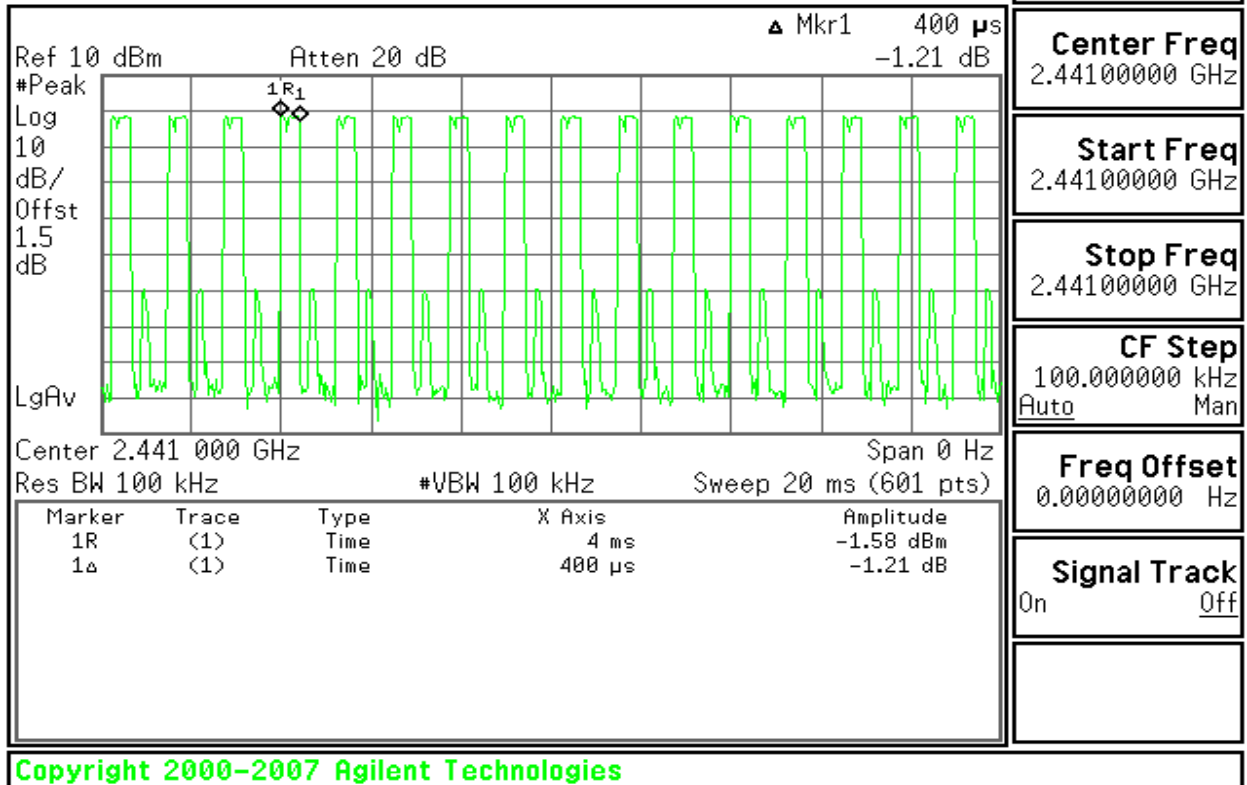 Δ Mkr1 400 μs
Ref 10 dBm Atten 20 dB -1.21 dB
#Peak
Log
10
dB/
Offst
1.5
dB
LgAv
1R 1
Center 2.441 000 GHz Span 0 Hz
Res BW 100 kHz #VBW 100 kHz Sweep 20 ms (601 pts)
Marker Trace Type X Axis Amplitude
1R (1) Time 4 ms -1.58 dBm
1Δ (1) Time 400 μs -1.21 dB
Center Freq
2.44100000 GHz
Start Freq
2.44100000 GHz
Stop Freq
2.44100000 GHz
CF Step
100.000000 kHz
Auto Man
Freq Offset
0.00000000 Hz
Signal Track
On Off
Copyright 2000-2007 Agilent Technologies